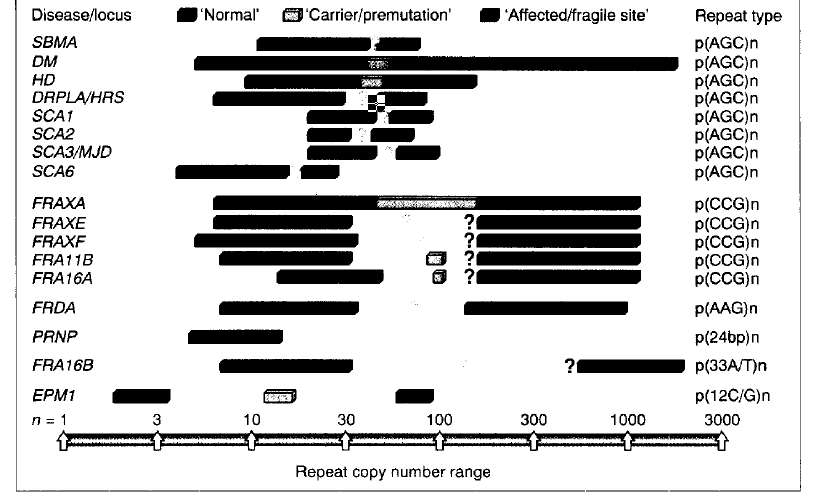 Disease/locus 'Normal' 'Carrier/premutation' 'Affected/fragile site' Repeat type
SBMA p(AGC)n
DM p(AGC)n
HD p(AGC)n
DRPLA/HRS p(AGC)n
SCA1 p(AGC)n
SCA2 p(AGC)n
SCA3/MJD p(AGC)n
SCA6 p(AGC)n
FRAXA p(CCG)n
FRAXE ? p(CCG)n
FRAXF ? p(CCG)n
FRA11B ? p(CCG)n
FRA16A ? p(CCG)n
FRDA p(AAG)n
PRNP p(24bp)n
FRA16B ? p(33A/T)n
EPM1 p(12C/G)n
n = 1 3 10 30 100 300 1000 3000
Repeat copy number range